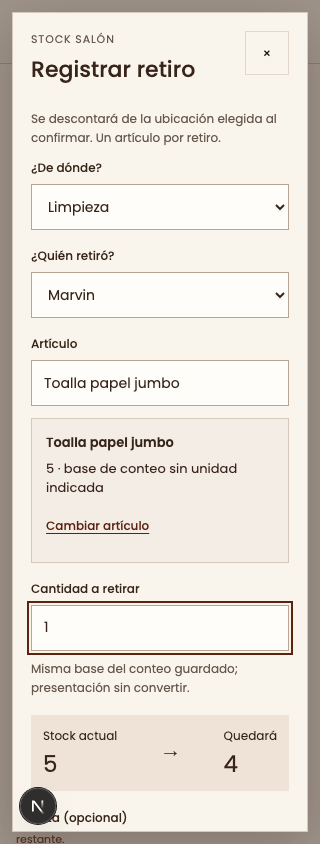 STOCK SALÓN
Registrar retiro
×
Se descontará de la ubicación elegida al
confirmar. Un artículo por retiro.
¿De dónde?
Limpieza
¿Quién retiró?
Marvin
Artículo
Toalla papel jumbo
Toalla papel jumbo
5 · base de conteo sin unidad
indicada
Cambiar artículo
Cantidad a retirar
1
Misma base del conteo guardado;
presentación sin convertir.
Stock actual
Quedará
5
→
4
N
(opcional)
restante.